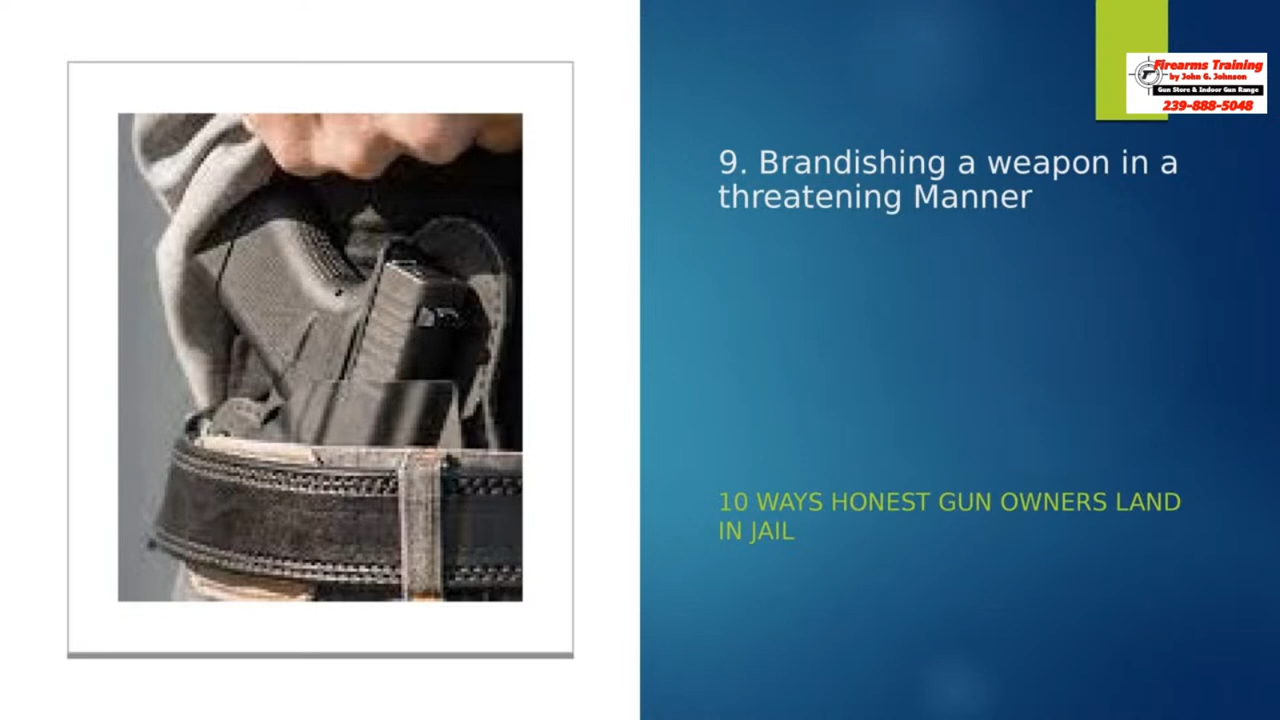 Firearms Training
by John G. Johnson
Gun Store & Indoor Gun Range
239-888-5048
9. Brandishing a weapon in a
threatening Manner
10 WAYS HONEST GUN OWNERS LAND
IN JAIL